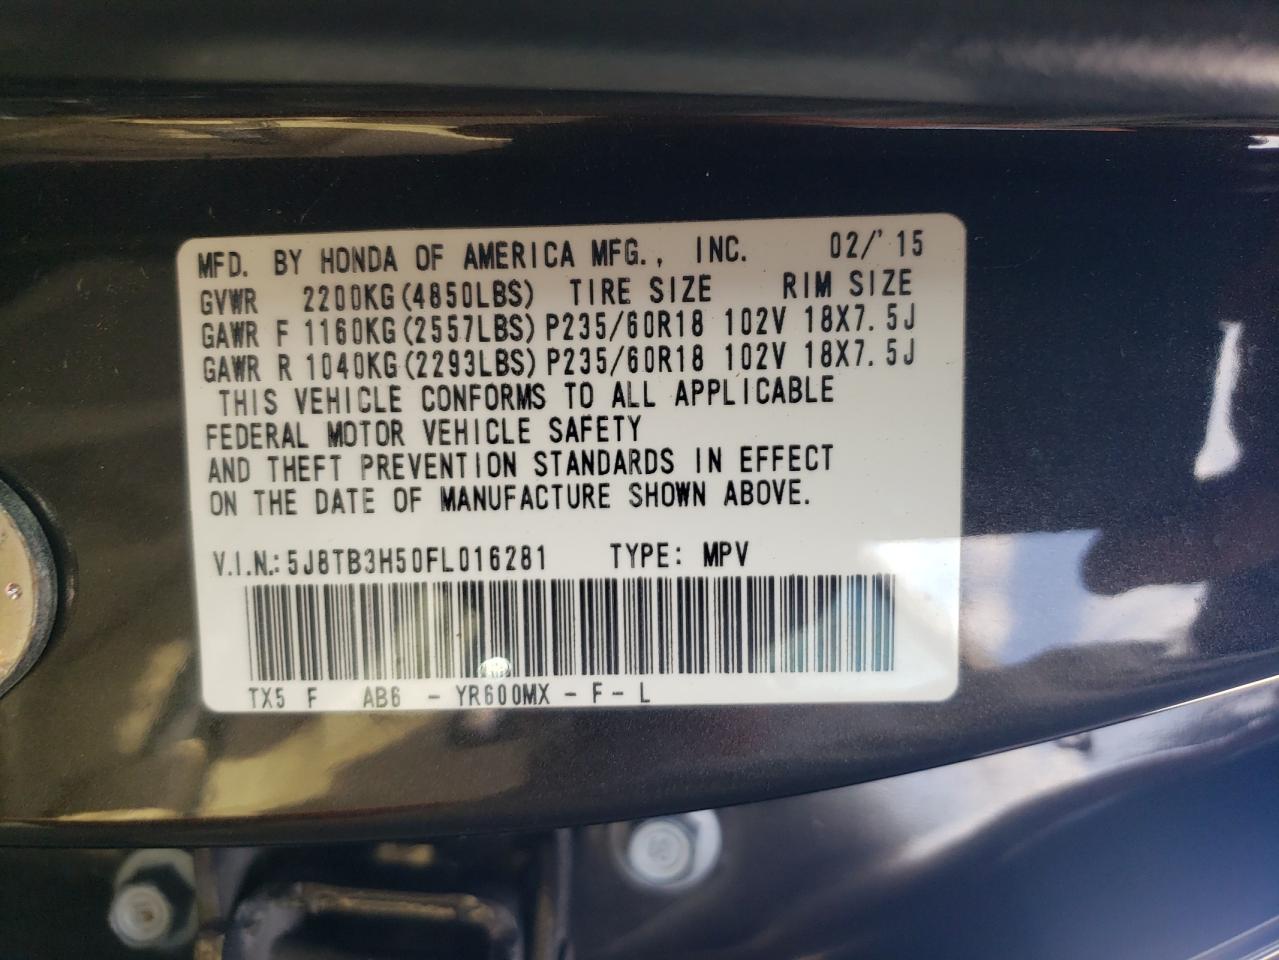 MFD. BY HONDA OF AMERICA MFG., INC. 02/'15
GVWR 2200KG(4850LBS) TIRE SIZE RIM SIZE
GAWR F 1160KG(2557LBS) P235/60R18 102V 18X7.5J
GAWR R 1040KG(2293LBS) P235/60R18 102V 18X7.5J
THIS VEHICLE CONFORMS TO ALL APPLICABLE
FEDERAL MOTOR VEHICLE SAFETY
AND THEFT PREVENTION STANDARDS IN EFFECT
ON THE DATE OF MANUFACTURE SHOWN ABOVE.
V.I.N.: 5J8TB3H50FL016281 TYPE: MPV
TX5 F AB6 - YR600MX - F - L